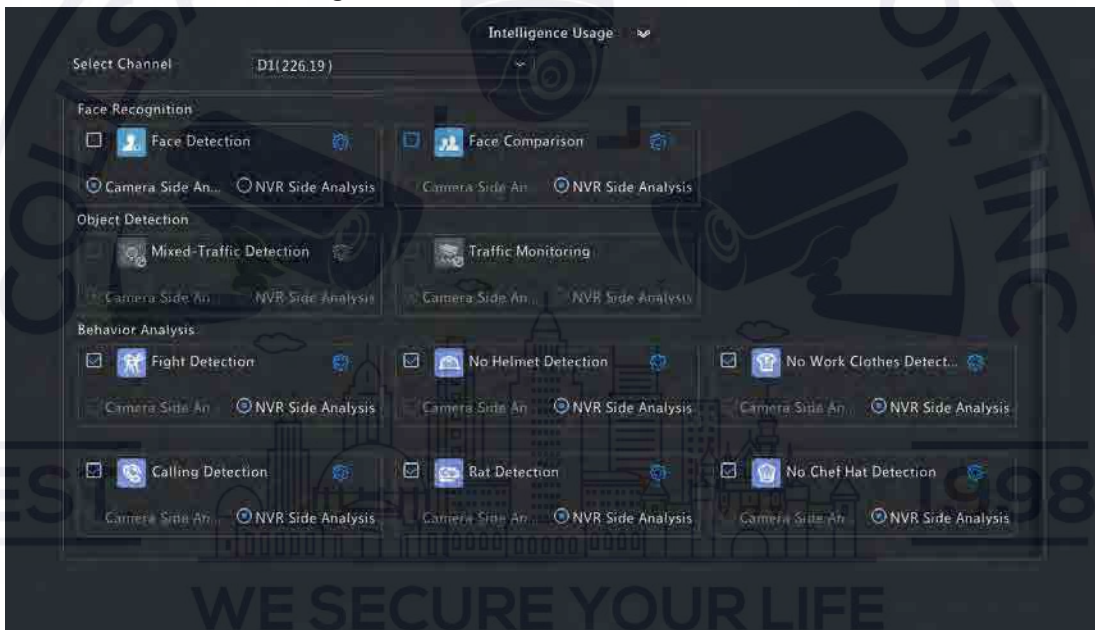 Intelligence Usage
Select Channel D1(226.19)
Face Recognition
Face Detection Face Comparison
Camera Side An... NVR Side Analysis Camera Side An... NVR Side Analysis
Object Detection
Mixed-Traffic Detection Traffic Monitoring
Camera Side An... NVR Side Analysis Camera Side An... NVR Side Analysis
Behavior Analysis
Fight Detection No Helmet Detection No Work Clothes Detect...
Camera Side An... NVR Side Analysis Camera Side An... NVR Side Analysis Camera Side An... NVR Side Analysis
Calling Detection Rat Detection No Chef Hat Detection
Camera Side An... NVR Side Analysis Camera Side An... NVR Side Analysis Camera Side An... NVR Side Analysis
1998
WE SECURE YOUR LIFE